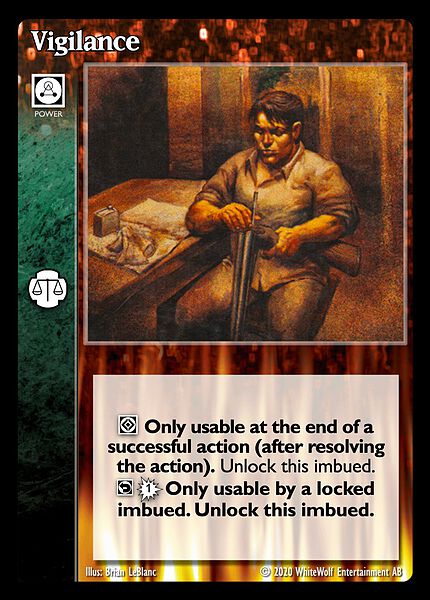 Vigilance
POWER
Only usable at the end of a
successful action (after resolving
the action). Unlock this imbued.
1 Only usable by a locked
imbued. Unlock this imbued.
Illus: Brian LeBlanc © 2020 WhiteWolf Entertainment AB